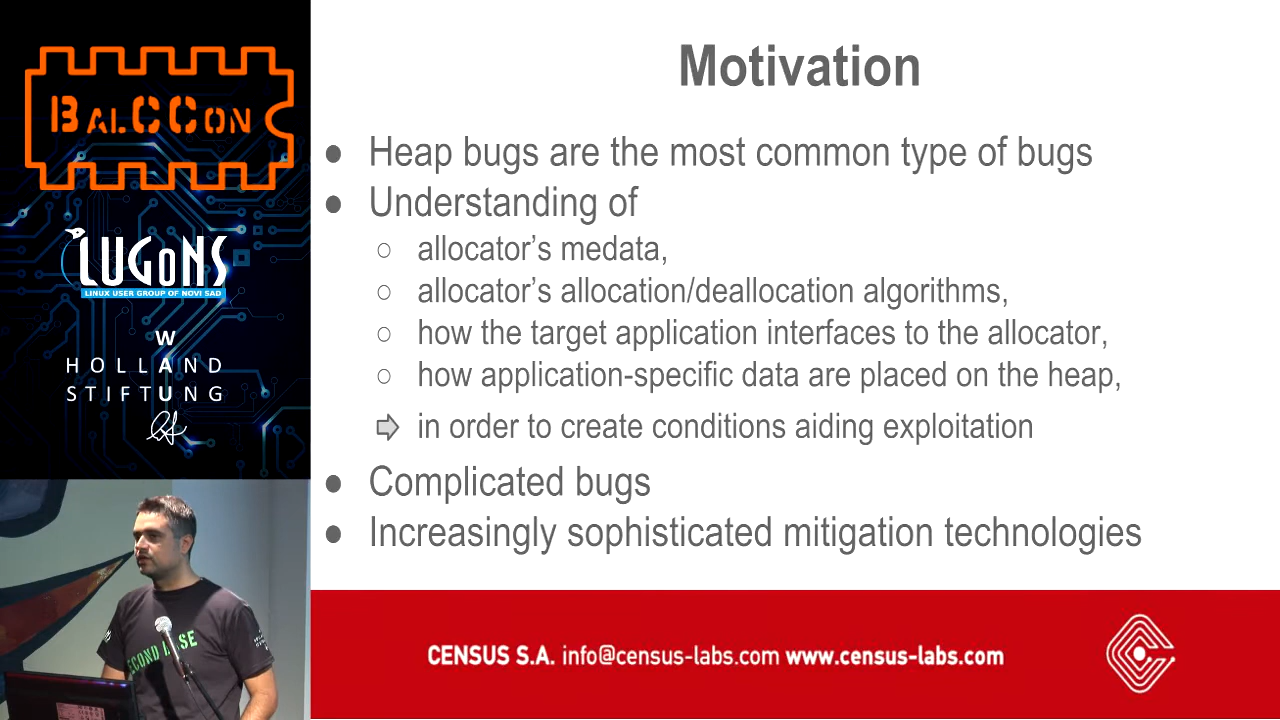 BALCCON
LUGoNS
LINUX USER GROUP OF NOVI SAD
W
HOLLAND
STIFTUNG
Motivation
● Heap bugs are the most common type of bugs
● Understanding of
○ allocator’s medata,
○ allocator’s allocation/deallocation algorithms,
○ how the target application interfaces to the allocator,
○ how application-specific data are placed on the heap,
⇨ in order to create conditions aiding exploitation
● Complicated bugs
● Increasingly sophisticated mitigation technologies
CENSUS S.A. info@census-labs.com www.census-labs.com